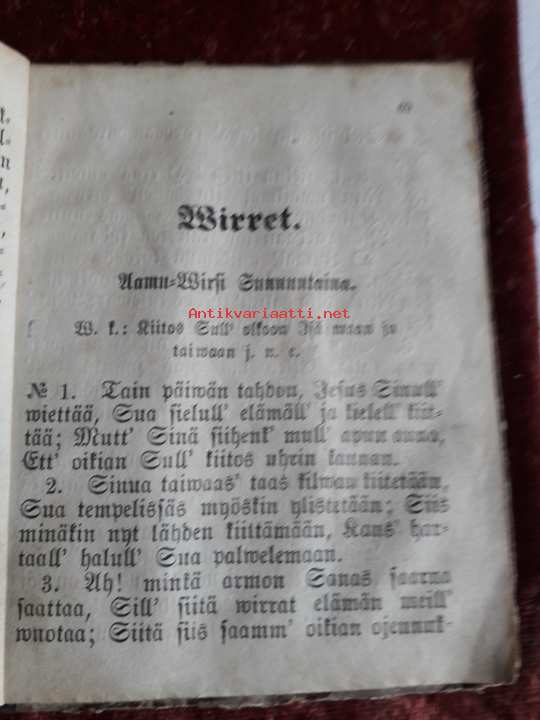 69
Wirret.
Aamu-Wirsi Sunnuntaina.
Antikvariaatti.net
W. k.: Kiitos Sull' olkoon Isä maan ja
taiwaan j. n. e.
№ 1. Tain päiwän tahdon, Jesus Sinull'
wiettää, Sua sielull' elämäll' ja kielell' kiit-
tää; Mutt' Sinä siihenk' mull' apun anna,
Ett' oikian Sull' kiitos uhrin kannan.
2. Sinua taiwaas' taas kilwan kiitetään,
Sua tempelisfäs myöskin ylistetään; Siis
minäkin nyt lähden kiittämään, Kans' har-
taall' halull' Sua palwelemaan.
3. Ah! minkä armon Sanas saarna
saattaa, Sill' siitä wirrat elämän meill'
wuotaa; Siitä siis saamm' oikian ojennuk-